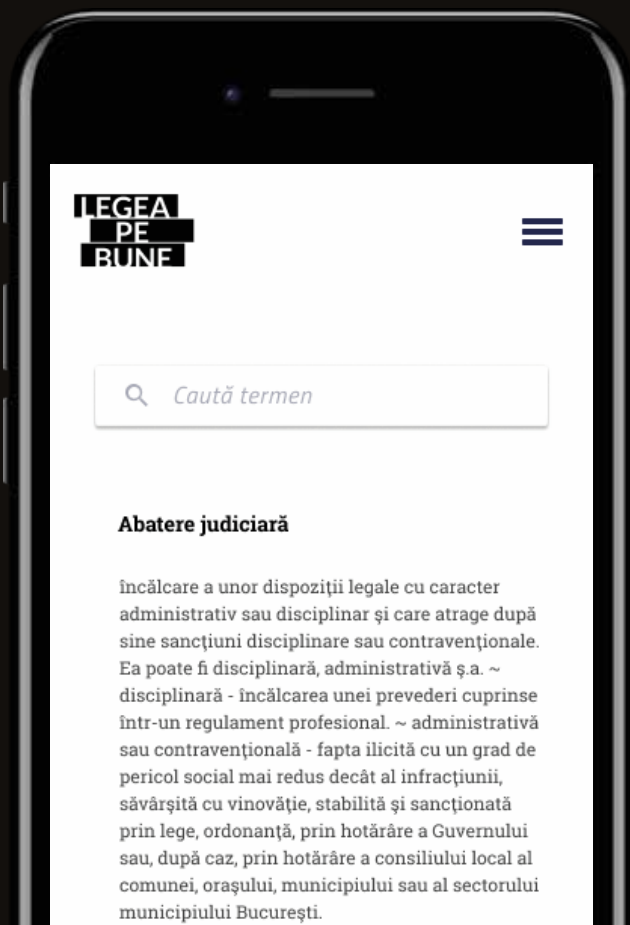 LEGEA
PE
BUNE
Caută termen
Abatere judiciară
încălcare a unor dispoziţii legale cu caracter
administrativ sau disciplinar şi care atrage după
sine sancţiuni disciplinare sau contravenţionale.
Ea poate fi disciplinară, administrativă ş.a. ~
disciplinară - încălcarea unei prevederi cuprinse
într-un regulament profesional. ~ administrativă
sau contravenţională - fapta ilicită cu un grad de
pericol social mai redus decât al infracţiunii,
săvârşită cu vinovăţie, stabilită şi sancţionată
prin lege, ordonanţă, prin hotărâre a Guvernului
sau, după caz, prin hotărâre a consiliului local al
comunei, oraşului, municipiului sau al sectorului
municipiului Bucureşti.